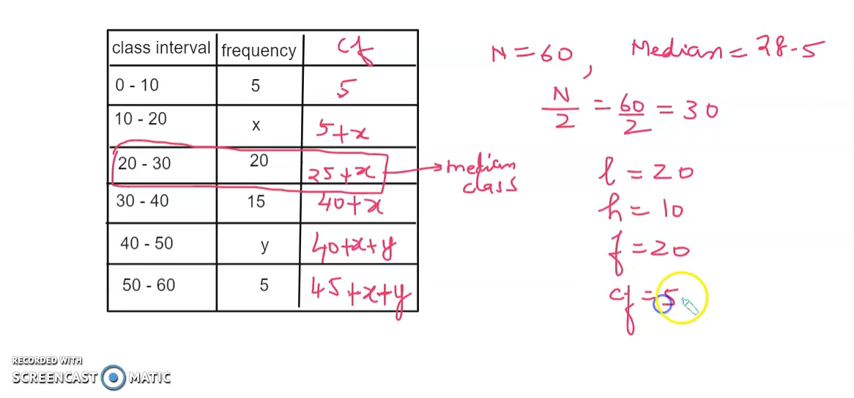 class interval frequency cf
0 - 10 5 5
10 - 20 x 5+x
20 - 30 20 25+x → median class
30 - 40 15 40+x
40 - 50 y 40+x+y
50 - 60 5 45+x+y
N = 60, Median = 28.5
N/2 = 60/2 = 30
l = 20
h = 10
f = 20
cf = 5
RECORDED WITH
SCREENCAST MATIC